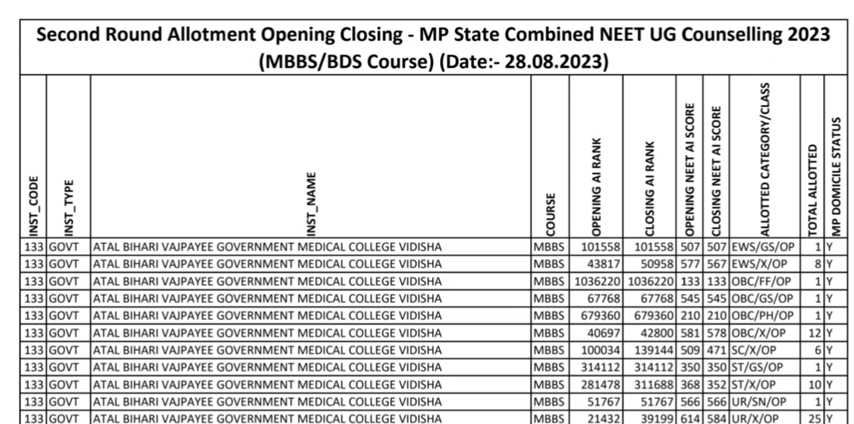 Second Round Allotment Opening Closing - MP State Combined NEET UG Counselling 2023
(MBBS/BDS Course) (Date:- 28.08.2023)
INST_CODE INST_TYPE INST_NAME COURSE OPENING AI RANK CLOSING AI RANK OPENING NEET AI SCORE CLOSING NEET AI SCORE ALLOTTED CATEGORY/CLASS TOTAL ALLOTTED MP DOMICILE STATUS
133 GOVT ATAL BIHARI VAJPAYEE GOVERNMENT MEDICAL COLLEGE VIDISHA MBBS 101558 101558 507 507 EWS/GS/OP 1 Y
133 GOVT ATAL BIHARI VAJPAYEE GOVERNMENT MEDICAL COLLEGE VIDISHA MBBS 43817 50958 577 567 EWS/X/OP 8 Y
133 GOVT ATAL BIHARI VAJPAYEE GOVERNMENT MEDICAL COLLEGE VIDISHA MBBS 1036220 1036220 133 133 OBC/FF/OP 1 Y
133 GOVT ATAL BIHARI VAJPAYEE GOVERNMENT MEDICAL COLLEGE VIDISHA MBBS 67768 67768 545 545 OBC/GS/OP 1 Y
133 GOVT ATAL BIHARI VAJPAYEE GOVERNMENT MEDICAL COLLEGE VIDISHA MBBS 679360 679360 210 210 OBC/PH/OP 1 Y
133 GOVT ATAL BIHARI VAJPAYEE GOVERNMENT MEDICAL COLLEGE VIDISHA MBBS 40697 42800 581 578 OBC/X/OP 12 Y
133 GOVT ATAL BIHARI VAJPAYEE GOVERNMENT MEDICAL COLLEGE VIDISHA MBBS 100034 139144 509 471 SC/X/OP 6 Y
133 GOVT ATAL BIHARI VAJPAYEE GOVERNMENT MEDICAL COLLEGE VIDISHA MBBS 314112 314112 350 350 ST/GS/OP 1 Y
133 GOVT ATAL BIHARI VAJPAYEE GOVERNMENT MEDICAL COLLEGE VIDISHA MBBS 281478 311688 368 352 ST/X/OP 10 Y
133 GOVT ATAL BIHARI VAJPAYEE GOVERNMENT MEDICAL COLLEGE VIDISHA MBBS 51767 51767 566 566 UR/SN/OP 1 Y
133 GOVT ATAL BIHARI VAJPAYEE GOVERNMENT MEDICAL COLLEGE VIDISHA MBBS 21432 39199 614 584 UR/X/OP 25 Y